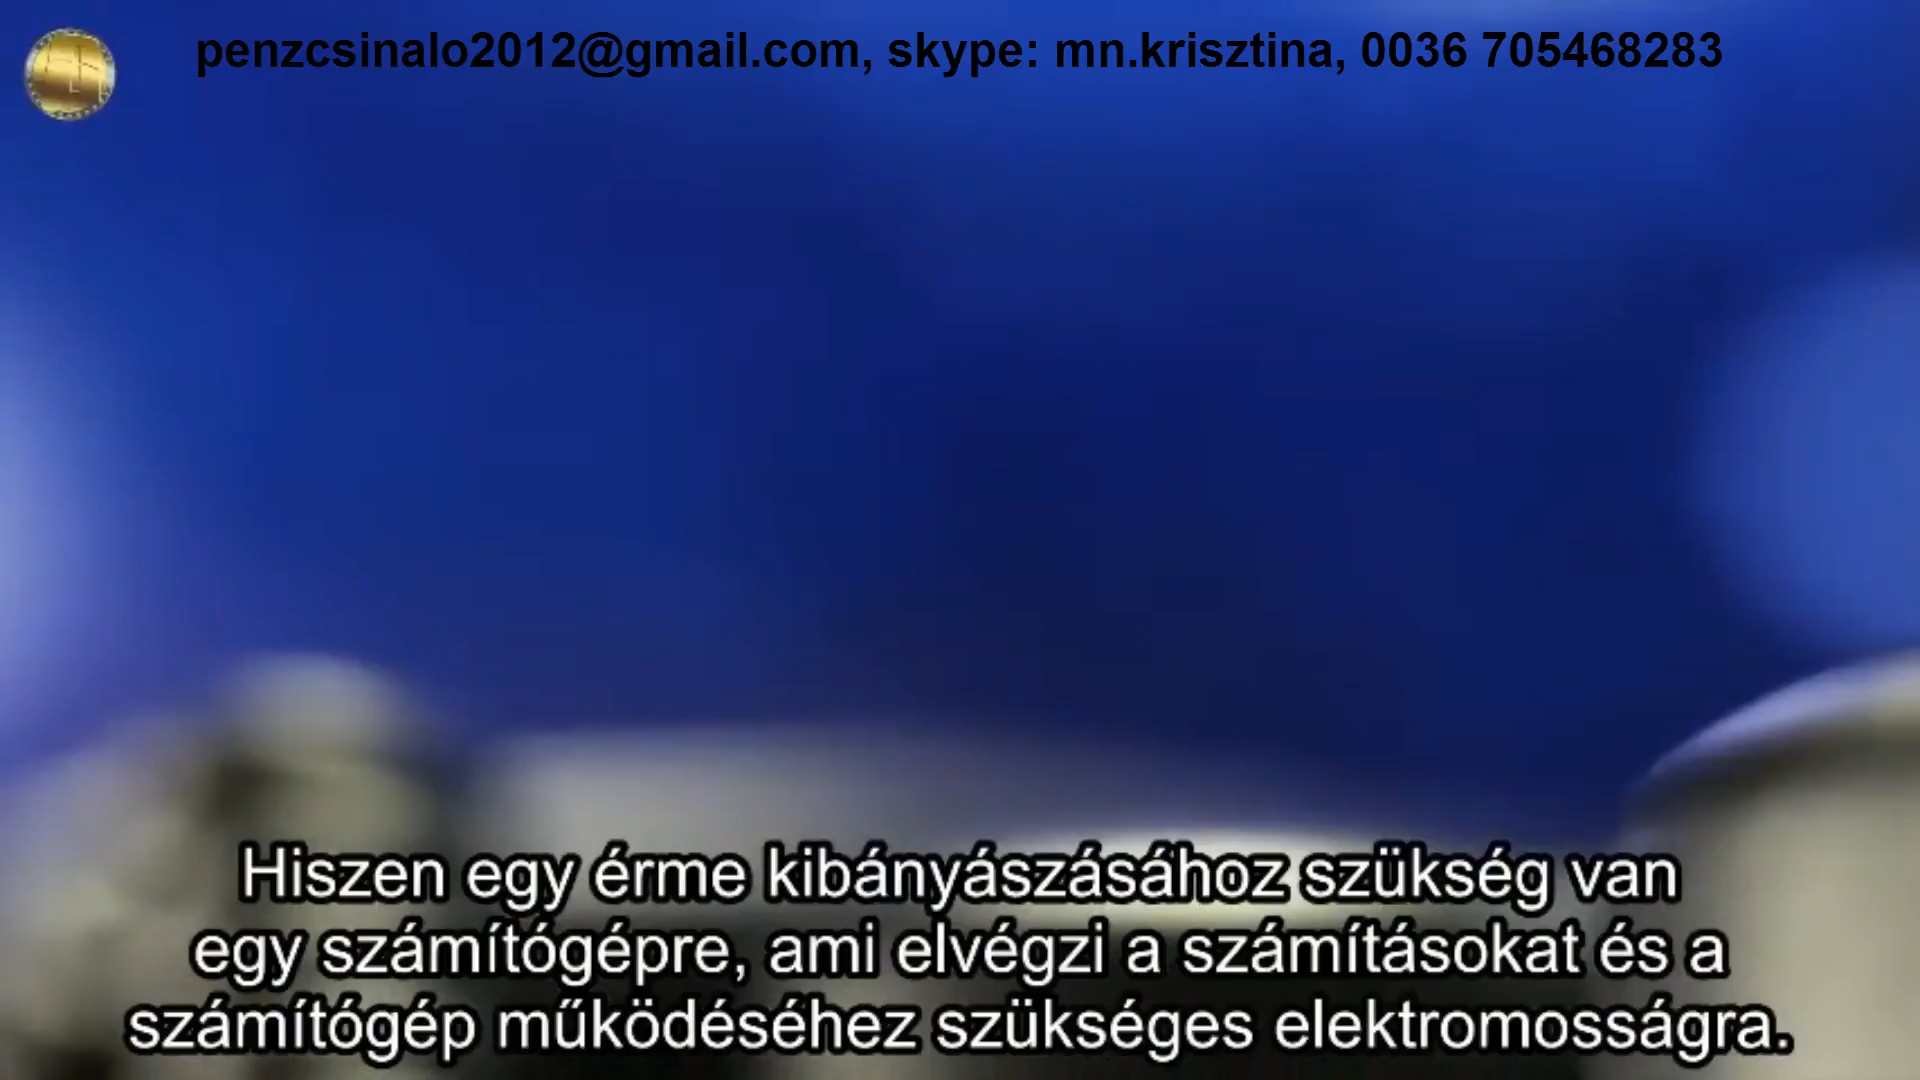 penzcsinalo2012@gmail.com, skype: mn.krisztina, 0036 705468283
Hiszen egy érme kibányászásához szükség van
egy számítógépre, ami elvégzi a számításokat és a
számítógép működéséhez szükséges elektromosságra.